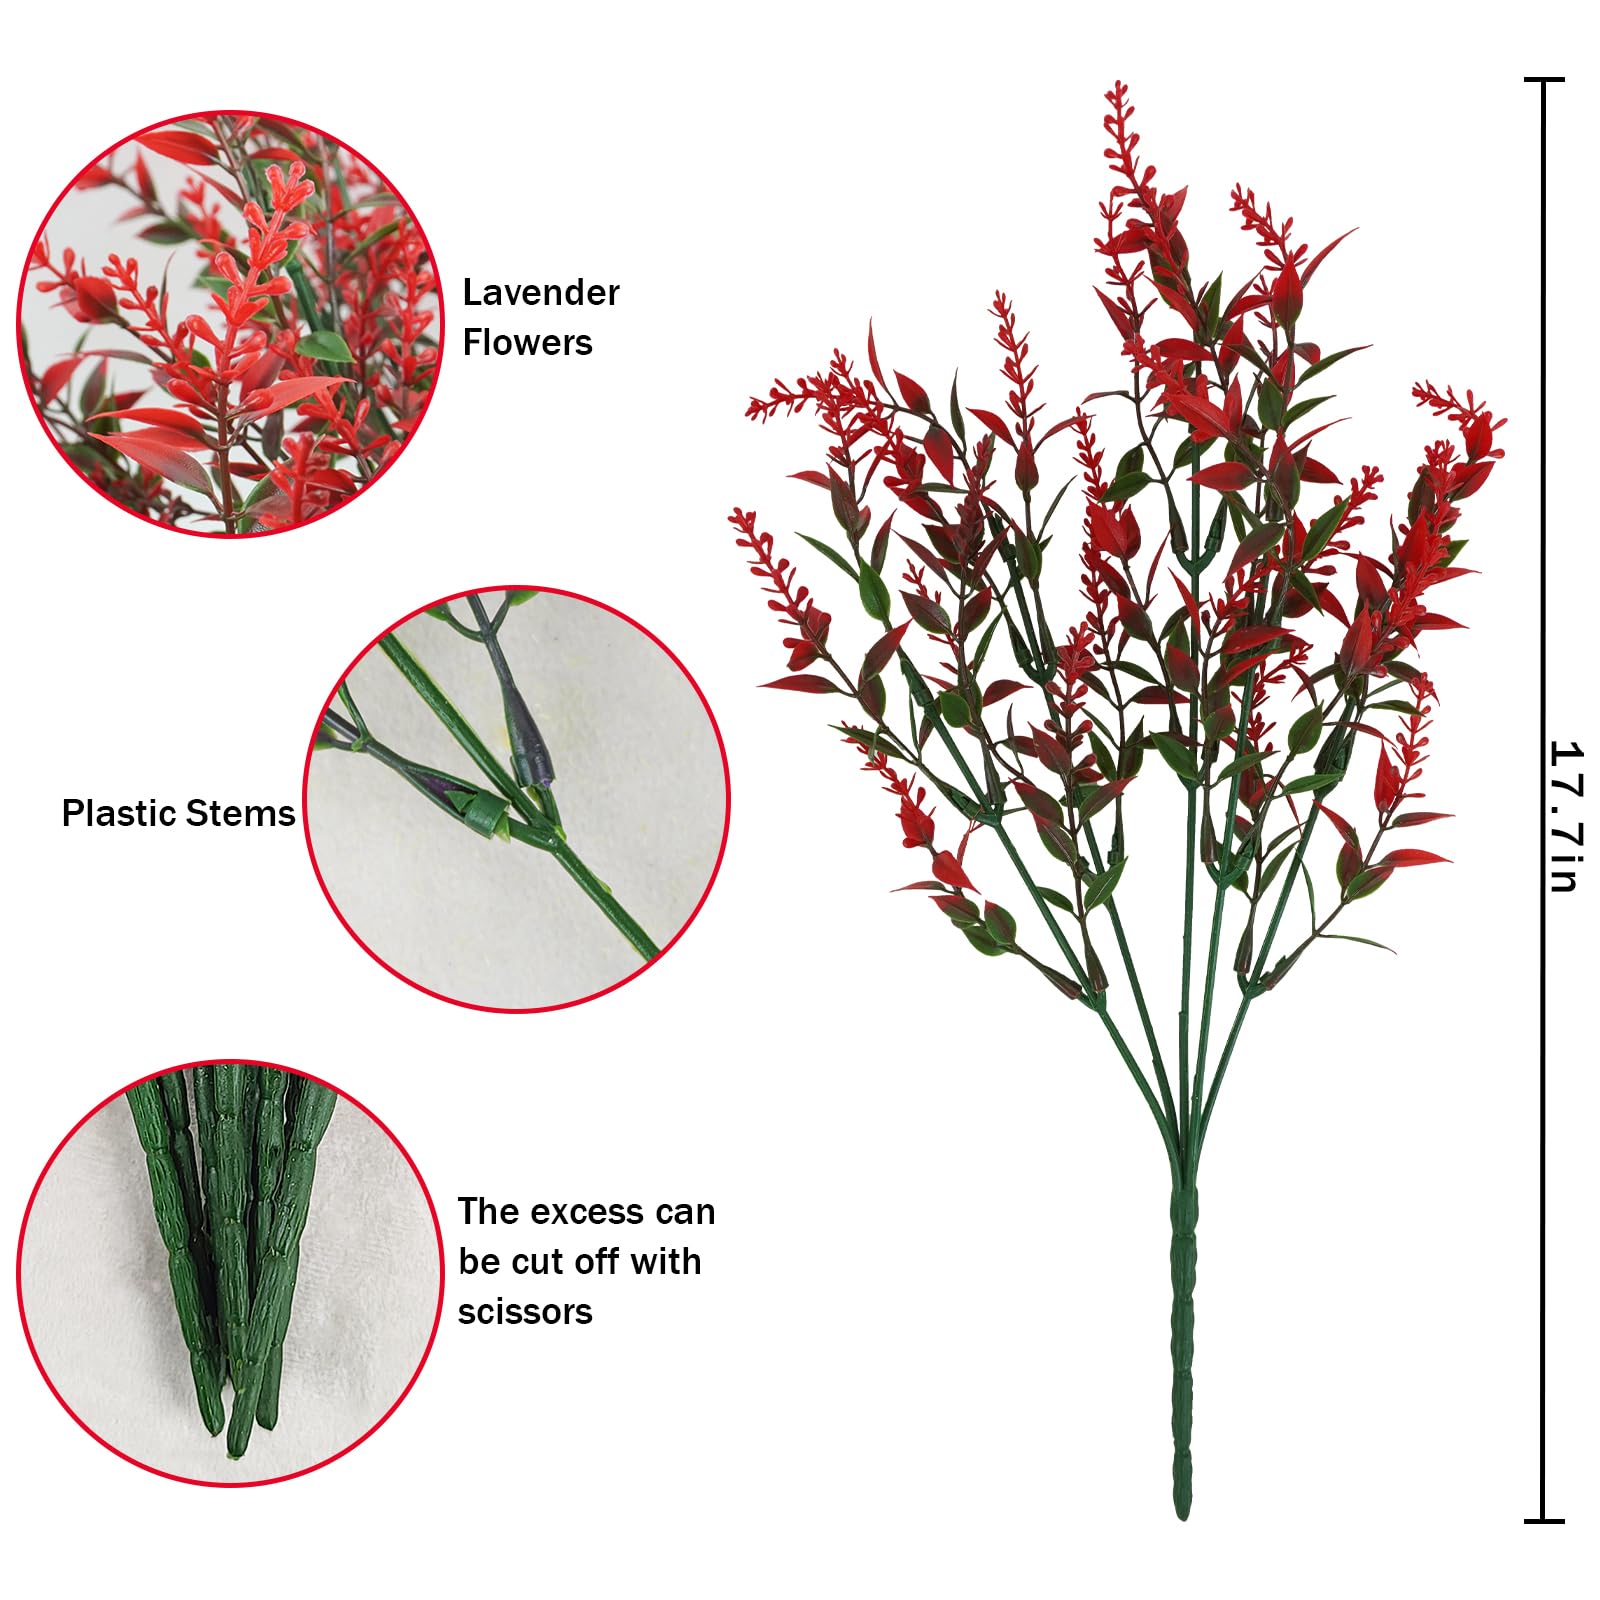 Lavender
Flowers
Plastic Stems
The excess can
be cut off with
scissors
17.7in